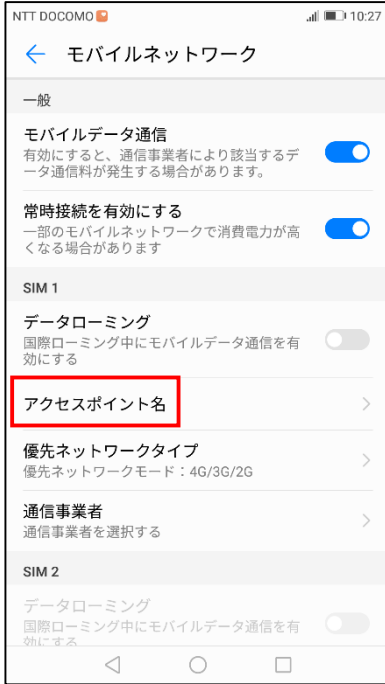 NTT DOCOMO 10:27
モバイルネットワーク
一般
モバイルデータ通信
有効にすると、通信事業者により該当するデ
ータ通信料が発生する場合があります。
常時接続を有効にする
一部のモバイルネットワークで消費電力が高
くなる場合があります
SIM 1
データローミング
国際ローミング中にモバイルデータ通信を有
効にする
アクセスポイント名
優先ネットワークタイプ
優先ネットワークモード：4G/3G/2G
通信事業者
通信事業者を選択する
SIM 2
データローミング
国際ローミング中にモバイルデータ通信を有
効にする